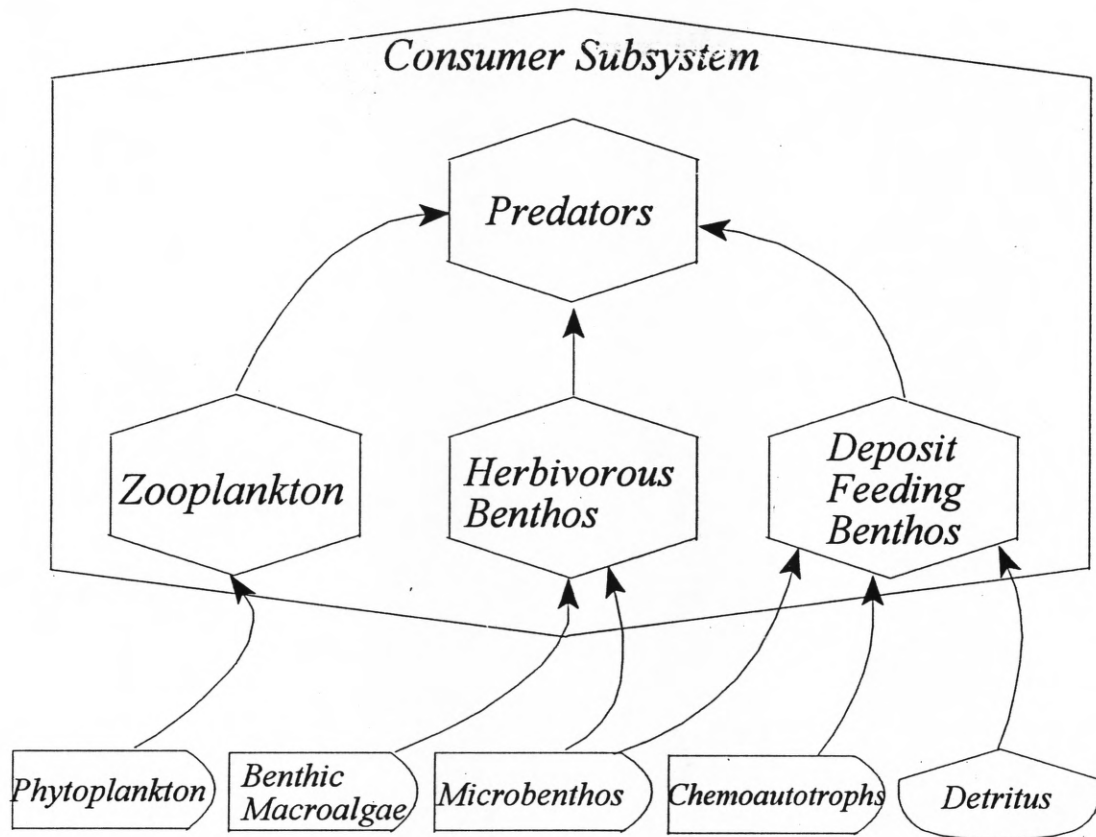 Consumer Subsystem
Predators
Zooplankton
Herbivorous
Benthos
Deposit
Feeding
Benthos
Phytoplankton
Benthic
Macroalgae
Microbenthos
Chemoautotrophs
Detritus